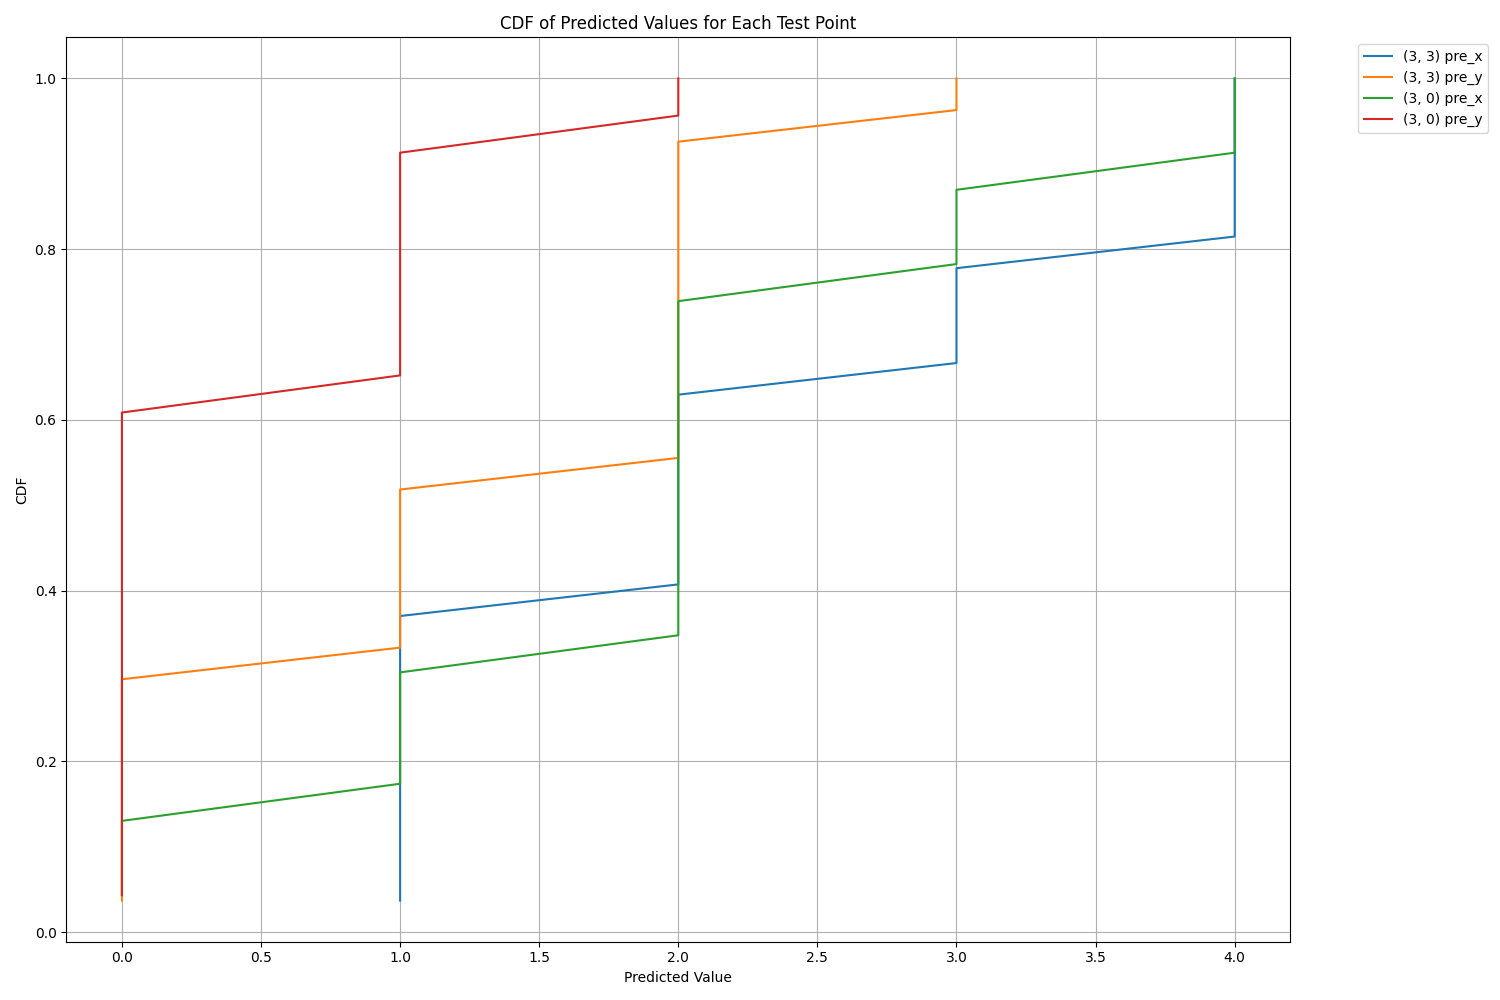 CDF of Predicted Values for Each Test Point
(3, 3) pre_x
(3, 3) pre_y
(3, 0) pre_x
(3, 0) pre_y
CDF
1.0
0.8
0.6
0.4
0.2
0.0
0.0 0.5 1.0 1.5 2.0 2.5 3.0 3.5 4.0
Predicted Value